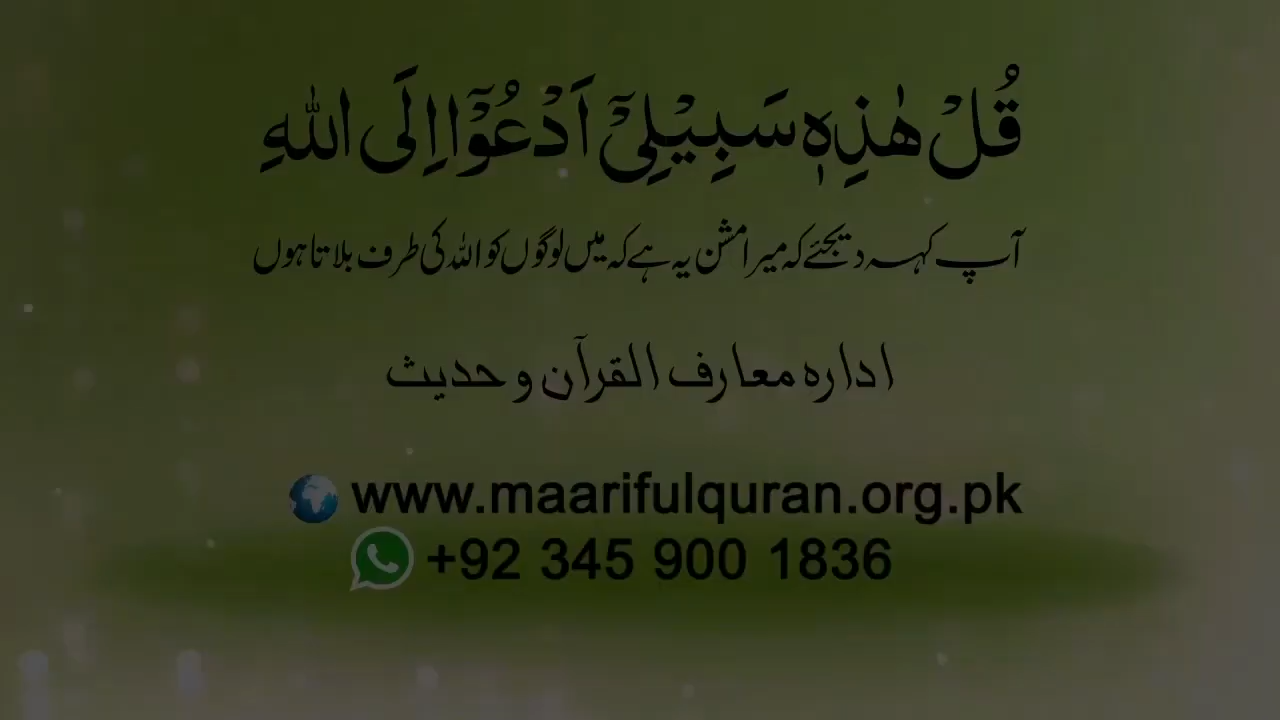 قُلْ هٰذِهٖ سَبِيْلِيْٓ اَدْعُوْٓا اِلَى اللّٰهِ
آپ کہہ دیجئے کہ میرا مشن یہ ہے کہ میں لوگوں کو اللہ کی طرف بلاتا ہوں
ادارہ معارف القرآن و حدیث
www.maarifulquran.org.pk
+92 345 900 1836